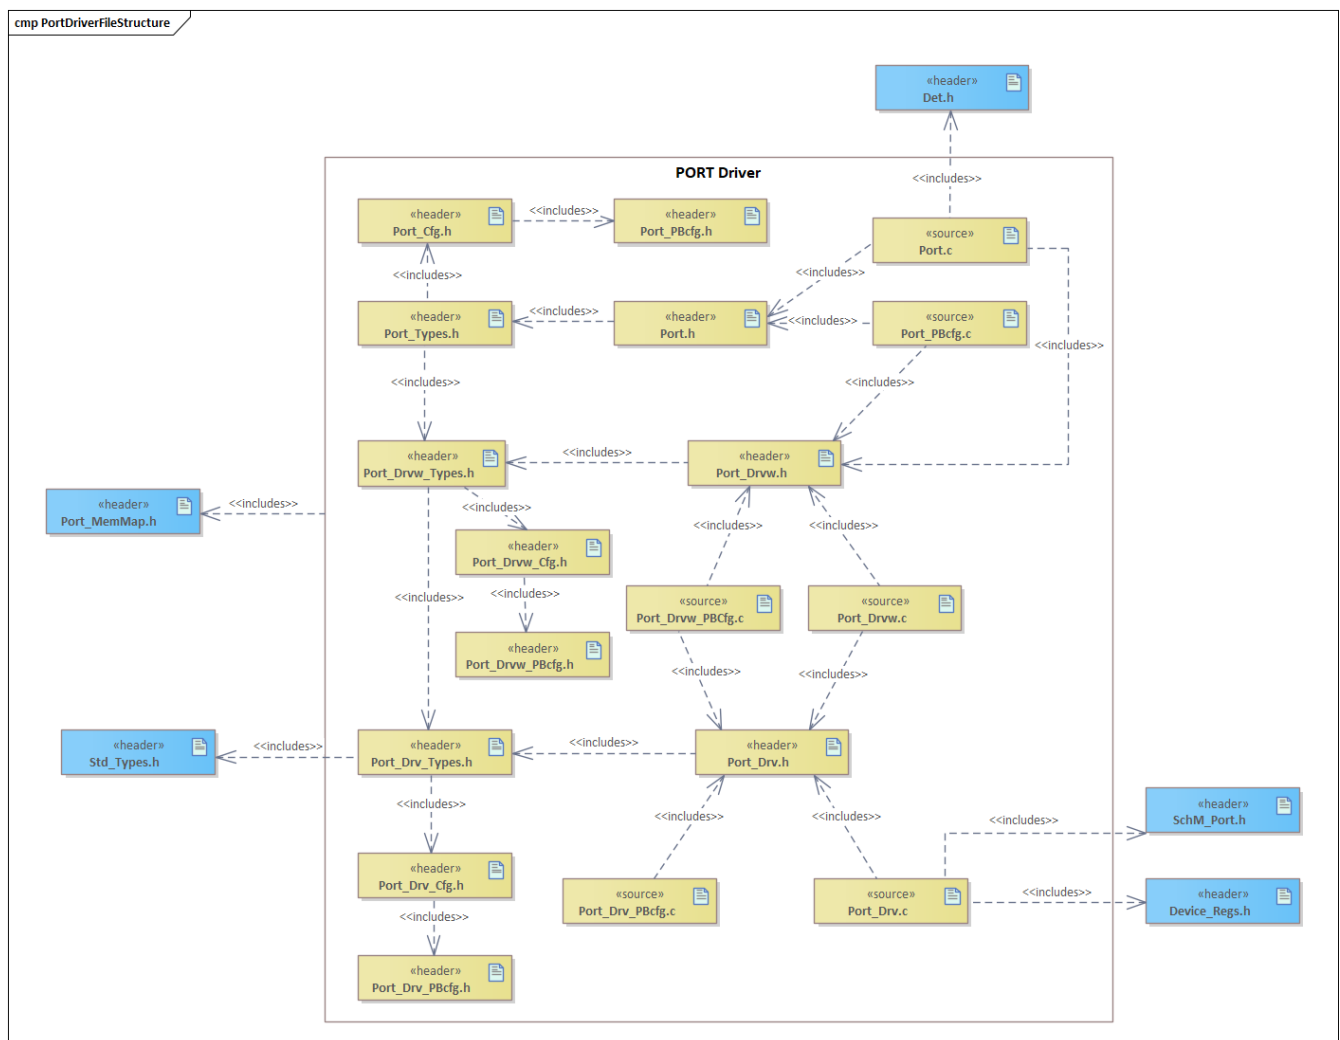 cmp PortDriverFileStructure
«header»
Det.h
<<includes>>
PORT Driver
«header»
Port_Cfg.h
<<includes>>
«header»
Port_PBcfg.h
«source»
Port.c
<<includes>>
<<includes>>
«header»
Port_Types.h
<<includes>>
«header»
Port.h
<<includes>>
«source»
Port_PBcfg.c
<<includes>>
<<includes>>
<<includes>>
«header»
Port_Drvw_Types.h
<<includes>>
«header»
Port_Drvw.h
«header»
Port_MemMap.h
<<includes>>
<<includes>>
<<includes>>
<<includes>>
«header»
Port_Drvw_Cfg.h
<<includes>>
<<includes>>
«source»
Port_Drvw_PBCfg.c
«source»
Port_Drvw.c
«header»
Port_Drvw_PBcfg.h
<<includes>>
<<includes>>
«header»
Std_Types.h
<<includes>>
«header»
Port_Drv_Types.h
<<includes>>
«header»
Port_Drv.h
<<includes>>
<<includes>>
<<includes>>
<<includes>>
«header»
SchM_Port.h
«header»
Port_Drv_Cfg.h
«source»
Port_Drv_PBcfg.c
«source»
Port_Drv.c
<<includes>>
«header»
Device_Regs.h
<<includes>>
«header»
Port_Drv_PBcfg.h